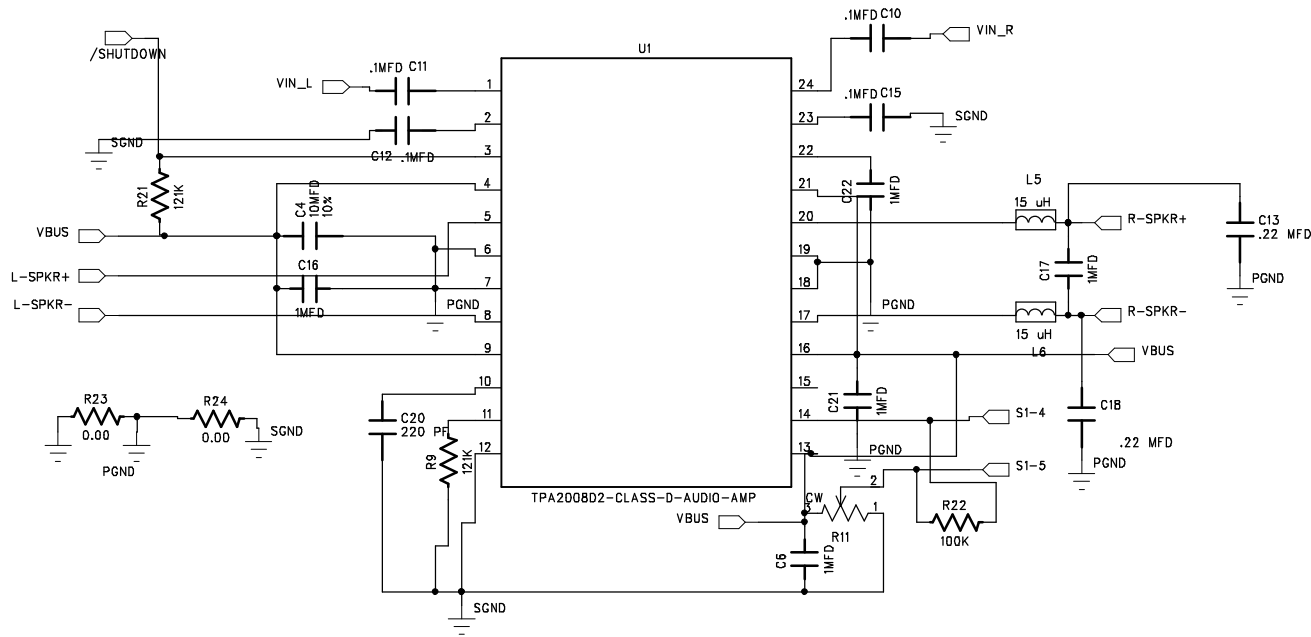 /SHUTDOWN
VIN_L
.1MFD C11
SGND
C12 .1MFD
R21
121K
VBUS
C4
10MFD
10%
L-SPKR+
C16
1MFD
L-SPKR-
PGND
R23
0.00
R24
0.00
SGND
PGND
C20
220 PF
R9
121K
SGND
U1
1
2
3
4
5
6
7
8
9
10
11
12
24
23
22
21
20
19
18
17
16
15
14
13
TPA2008D2-CLASS-D-AUDIO-AMP
.1MFD C10
VIN_R
.1MFD C15
SGND
C22
1MFD
PGND
L5
15 uH
R-SPKR+
C13
.22 MFD
PGND
C17
1MFD
R-SPKR-
15 uH
L6
VBUS
C21
1MFD
PGND
S1-4
C18
.22 MFD
PGND
S1-5
CW
2
3
1
R11
R22
100K
VBUS
C6
1MFD